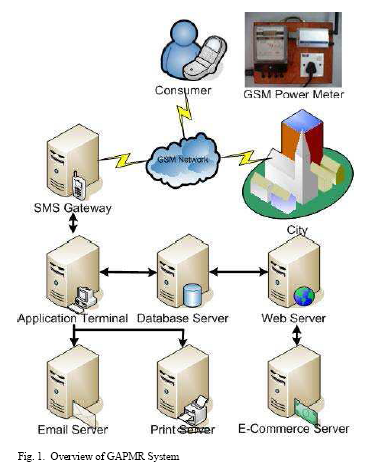 Consumer
GSM Power Meter
GSM Network
SMS Gateway
City
Application Terminal
Database Server
Web Server
Email Server
Print Server
E-Commerce Server
Fig. 1. Overview of GAPMR System